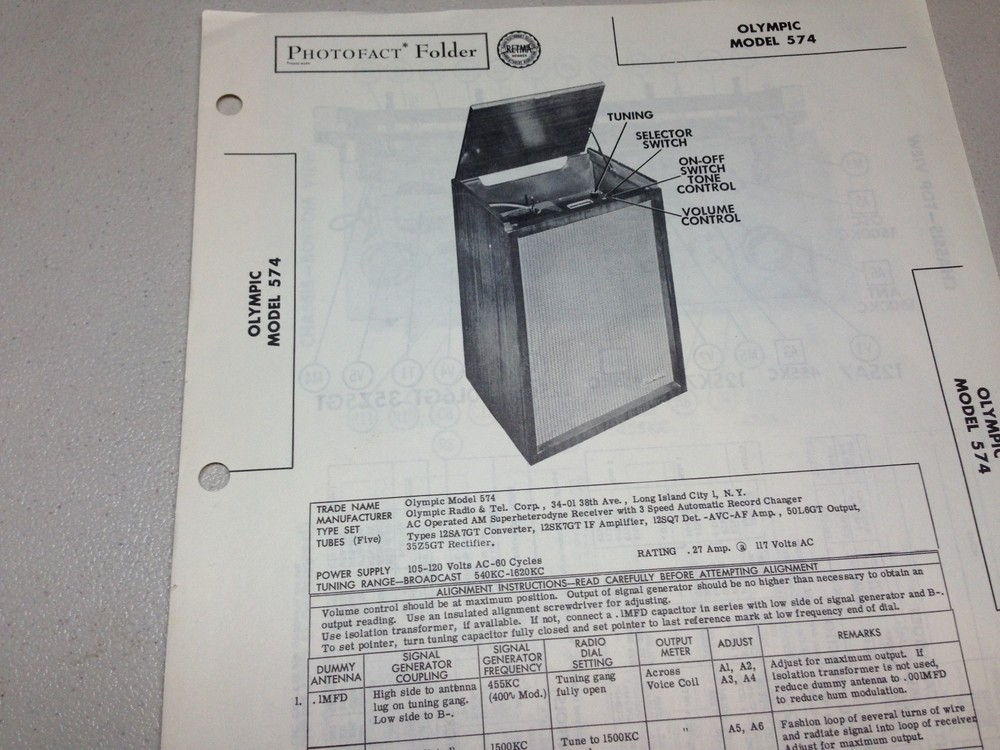 PHOTOFACT* Folder
RETMA
OLYMPIC
MODEL 574
TUNING
SELECTOR
SWITCH
ON-OFF
SWITCH
TONE
CONTROL
VOLUME
CONTROL
OLYMPIC
MODEL 574
OLYMPIC
MODEL 574
TRADE NAME Olympic Model 574
MANUFACTURER Olympic Radio & Tel. Corp., 34-01 38th Ave., Long Island City 1, N. Y.
TYPE SET AC Operated AM Superheterodyne Receiver with 3 Speed Automatic Record Changer
TUBES (Five) Types 12SA7GT Converter, 12SK7GT IF Amplifier, 12SQ7 Det.-AVC-AF Amp., 50L6GT Output,
35Z5GT Rectifier.
POWER SUPPLY 105-120 Volts AC-60 Cycles RATING .27 Amp. @ 117 Volts AC
TUNING RANGE—BROADCAST 540KC-1620KC
ALIGNMENT INSTRUCTIONS—READ CAREFULLY BEFORE ATTEMPTING ALIGNMENT
Volume control should be at maximum position. Output of signal generator should be no higher than necessary to obtain an
output reading. Use an insulated alignment screwdriver for adjusting.
Use isolation transformer, if available. If not, connect a .1MFD capacitor in series with low side of signal generator and B-.
To set pointer, turn tuning capacitor fully closed and set pointer to last reference mark at low frequency end of dial.
DUMMY
ANTENNA
SIGNAL
GENERATOR
COUPLING
SIGNAL
GENERATOR
FREQUENCY
RADIO
DIAL
SETTING
OUTPUT
METER
ADJUST
REMARKS
1. .1MFD
High side to antenna
lug on tuning gang.
Low side to B-.
455KC
(400% Mod.)
Tuning gang
fully open
Across
Voice Coil
A1, A2,
A3, A4
Adjust for maximum output. If
isolation transformer is not used,
reduce dummy antenna to .001MFD
to reduce hum modulation.
1500KC
Tune to 1500KC
"
A5, A6
Fashion loop of several turns of wire
and radiate signal into loop of receiver.
Adjust for maximum output.